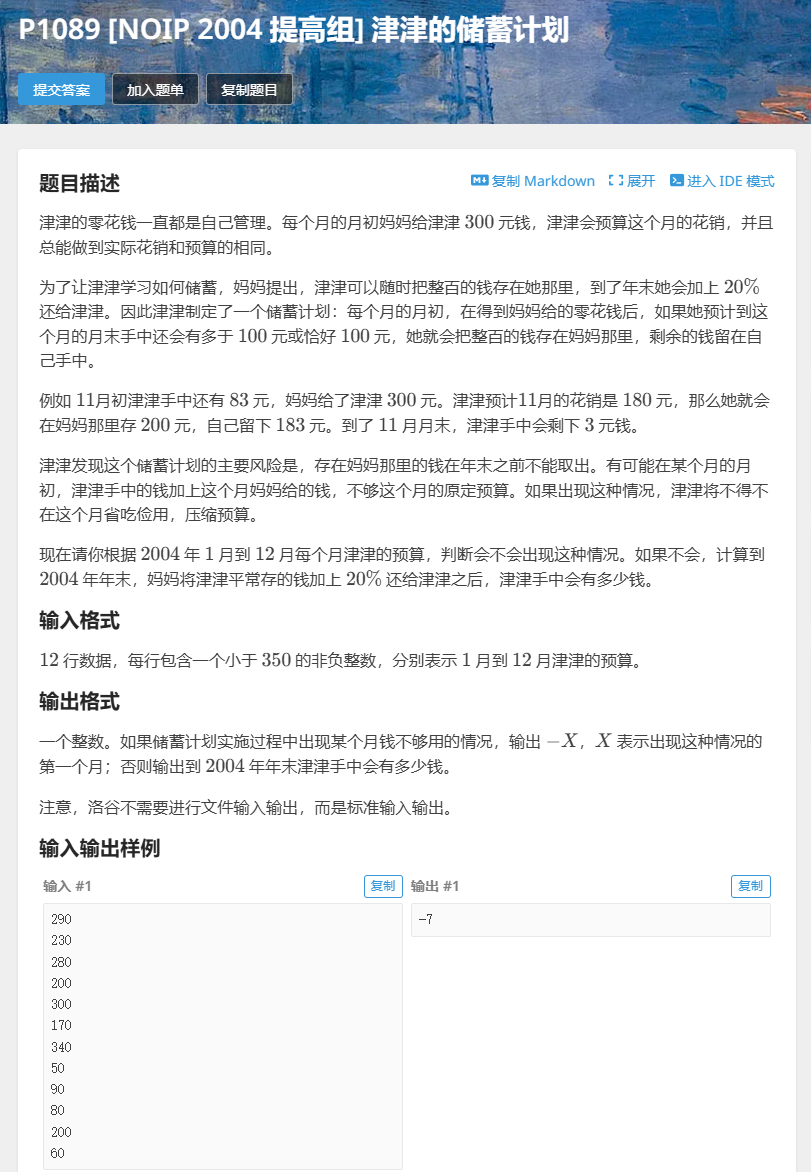 P1089 [NOIP 2004 提高组] 津津的储蓄计划
提交答案 加入题单 复制题目
题目描述
复制 Markdown 展开 进入 IDE 模式
津津的零花钱一直都是自己管理。每个月的月初妈妈给津津 300 元钱，津津会预算这个月的花销，并且
总能做到实际花销和预算的相同。
为了让津津学习如何储蓄，妈妈提出，津津可以随时把整百的钱存在她那里，到了年末她会加上 20%
还给津津。因此津津制定了一个储蓄计划：每个月的月初，在得到妈妈给的零花钱后，如果她预计到这
个月的月末手中还会有多于 100 元或恰好 100 元，她就会把整百的钱存在妈妈那里，剩余的钱留在自
己手中。
例如 11月初津津手中还有 83 元，妈妈给了津津 300 元。津津预计11月的花销是 180 元，那么她就会
在妈妈那里存 200 元，自己留下 183 元。到了 11 月月末，津津手中会剩下 3 元钱。
津津发现这个储蓄计划的主要风险是，存在妈妈那里的钱在年末之前不能取出。有可能在某个月的月
初，津津手中的钱加上这个月妈妈给的钱，不够这个月的原定预算。如果出现这种情况，津津将不得不
在这个月省吃俭用，压缩预算。
现在请你根据 2004 年 1 月到 12 月每个月津津的预算，判断会不会出现这种情况。如果不会，计算到
2004 年年末，妈妈将津津平常存的钱加上 20% 还给津津之后，津津手中会有多少钱。
输入格式
12 行数据，每行包含一个小于 350 的非负整数，分别表示 1 月到 12 月津津的预算。
输出格式
一个整数。如果储蓄计划实施过程中出现某个月钱不够用的情况，输出 −X，X 表示出现这种情况的
第一个月；否则输出到 2004 年年末津津手中会有多少钱。
注意，洛谷不需要进行文件输入输出，而是标准输入输出。
输入输出样例
输入 #1 复制 输出 #1 复制
290 -7
230
280
200
300
170
340
50
90
80
200
60